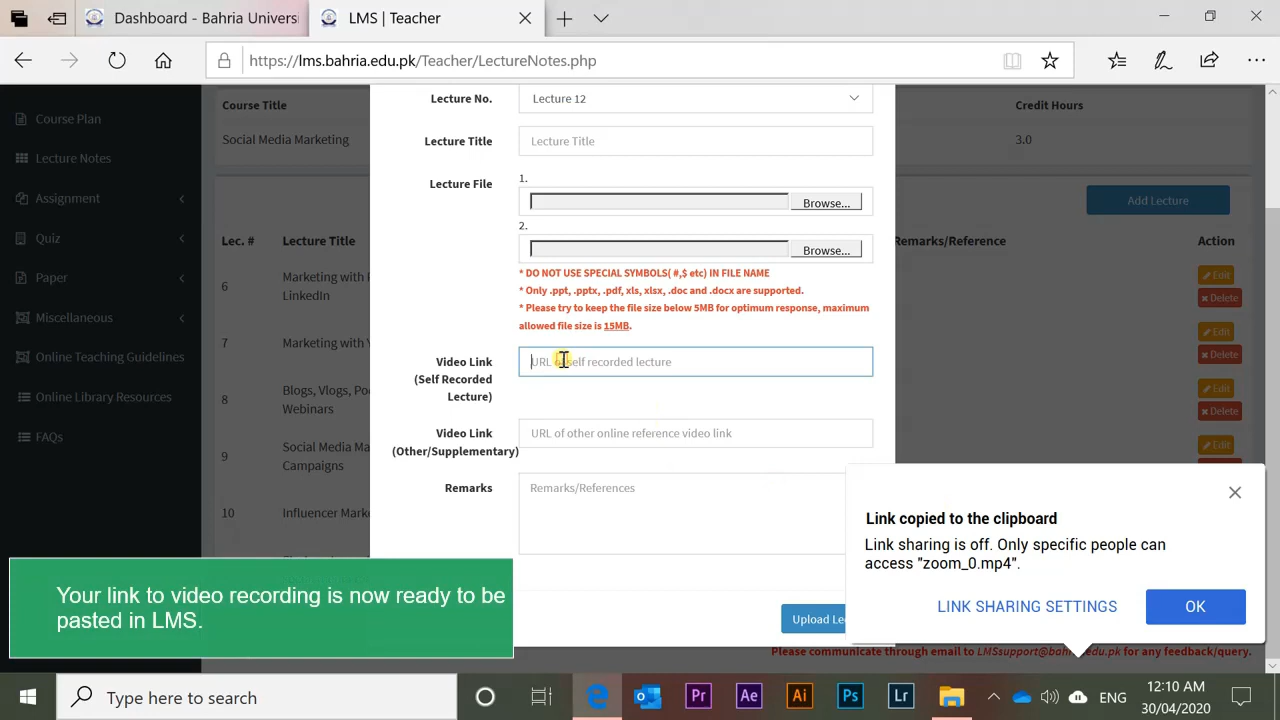 Dashboard - Bahria Univers
LMS | Teacher
https://lms.bahria.edu.pk/Teacher/LectureNotes.php
Course Plan
Lecture Notes
Assignment
Quiz
Paper
Miscellaneous
Online Teaching Guidelines
Online Library Resources
FAQs
Course Title
Credit Hours
Social Media Marketing
3.0
Add Lecture
Lec. #
Lecture Title
Remarks/Reference
Action
6
Marketing with
LinkedIn
Edit
Delete
7
Marketing with
Edit
Delete
8
Blogs, Vlogs, Po
Webinars
Edit
Delete
9
Social Media Ma
Campaigns
Edit
10
Influencer Mark
Lecture No.
Lecture 12
Lecture Title
Lecture Title
Lecture File
1.
Browse...
2.
Browse...
* DO NOT USE SPECIAL SYMBOLS( #,$ etc) IN FILE NAME
* Only .ppt, .pptx, .pdf, xls, xlsx, .doc and .docx are supported.
* Please try to keep the file size below 5MB for optimum response, maximum
allowed file size is 15MB.
Video Link
(Self Recorded
Lecture)
URL of self recorded lecture
Video Link
(Other/Supplementary)
URL of other online reference video link
Remarks
Remarks/References
Upload Le
Link copied to the clipboard
Link sharing is off. Only specific people can
access "zoom_0.mp4".
LINK SHARING SETTINGS
OK
Your link to video recording is now ready to be
pasted in LMS.
Please communicate through email to LMSsupport@bahria.edu.pk for any feedback/query.
Type here to search
Pr
Ae
Ai
Ps
Lr
ENG
12:10 AM
30/04/2020